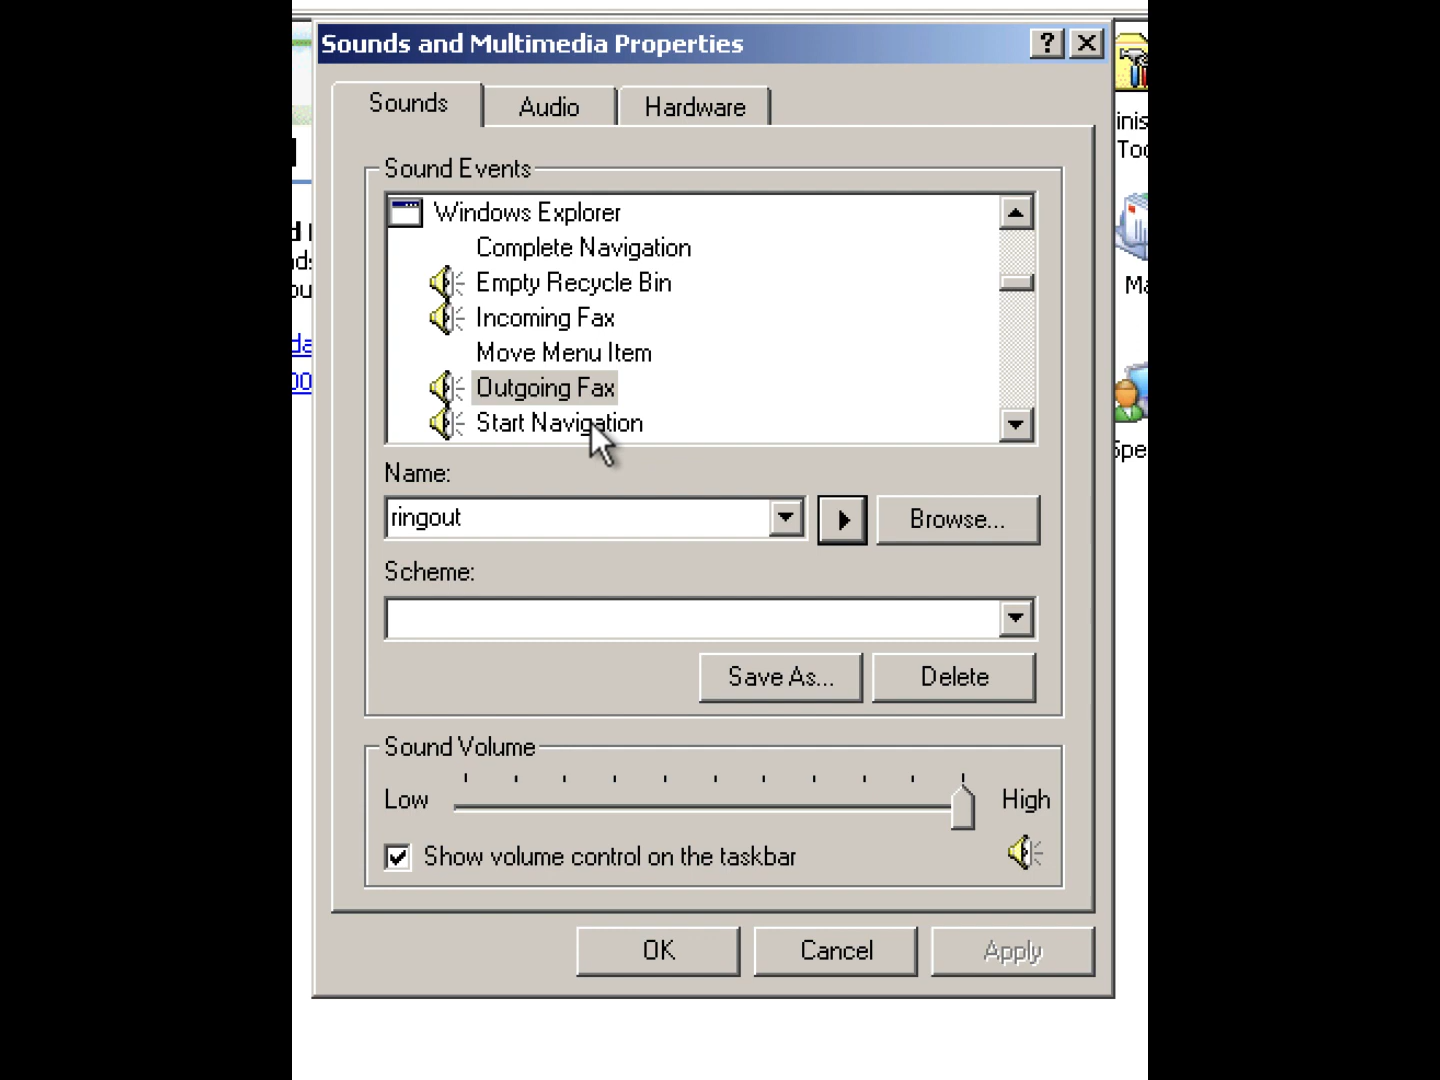 Sounds and Multimedia Properties
Sounds
Audio
Hardware
Sound Events
Windows Explorer
Complete Navigation
Empty Recycle Bin
Incoming Fax
Move Menu Item
Outgoing Fax
Start Navigation
Name:
ringout
Browse...
Scheme:
Save As...
Delete
Sound Volume
Low
High
Show volume control on the taskbar
OK
Cancel
Apply